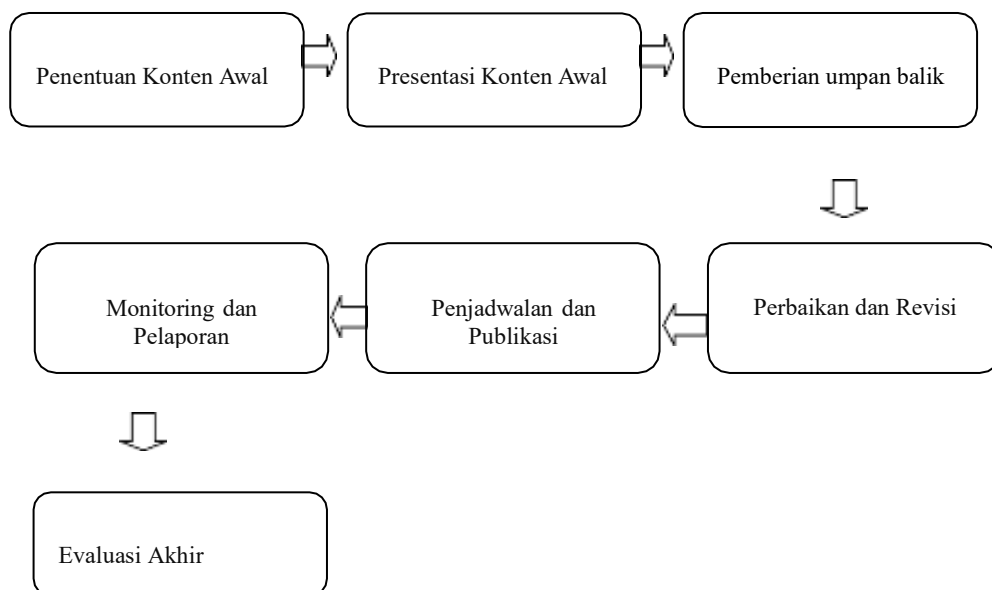 Penentuan Konten Awal
Presentasi Konten Awal
Pemberian umpan balik
Perbaikan dan Revisi
Penjadwalan dan
Publikasi
Monitoring dan
Pelaporan
Evaluasi Akhir